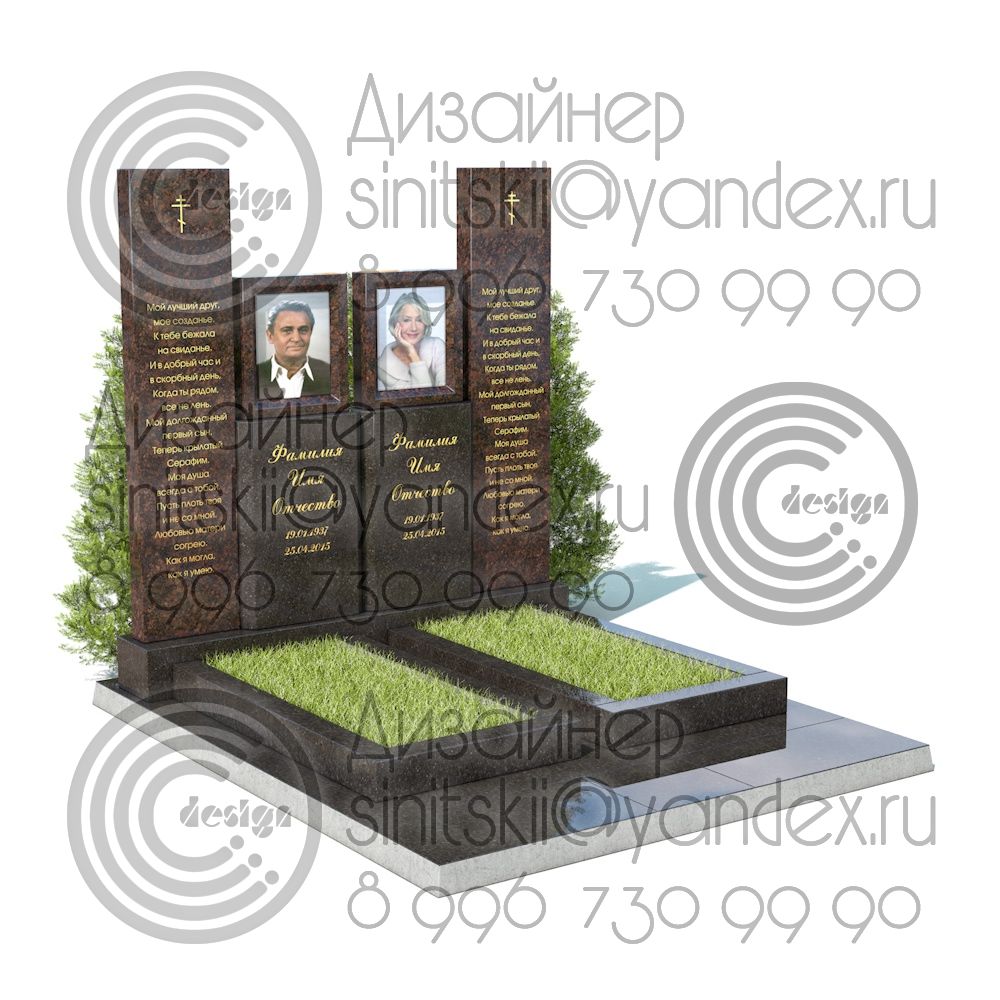 Дизайнер
sinitskii@yandex.ru
8 996 730 99 90
design
Мой лучший друг,
мое созданье,
К тебе бежала
на свиданье.
И в добрый час и
в скорбный день,
Когда ты рядом,
все не лень.
Мой долгожданный
первый сын,
Теперь крылатый
Серафим.
Моя душа
всегда с тобой.
Пусть плоть твоя
и не со мной.
Любовью матери
согрею.
Как я могла,
как я умею.
Фамилия
Имя
Отчество
19.01.1937
25.04.2015
Фамилия
Имя
Отчество
19.01.1937
25.04.2015
Мой лучший друг,
мое созданье,
К тебе бежала
на свиданье.
И в добрый час и
в скорбный день,
Когда ты рядом,
все не лень.
Мой долгожданный
первый сын,
Теперь крылатый
Серафим.
Моя душа
всегда с тобой.
Пусть плоть твоя
и не со мной.
Любовью матери
согрею.
Как я могла,
как я умею.
Дизайнер
sinitskii@yandex.ru
8 996 730 99 90
design
Дизайнер
sinitskii@yandex.ru
8 996 730 99 90
design